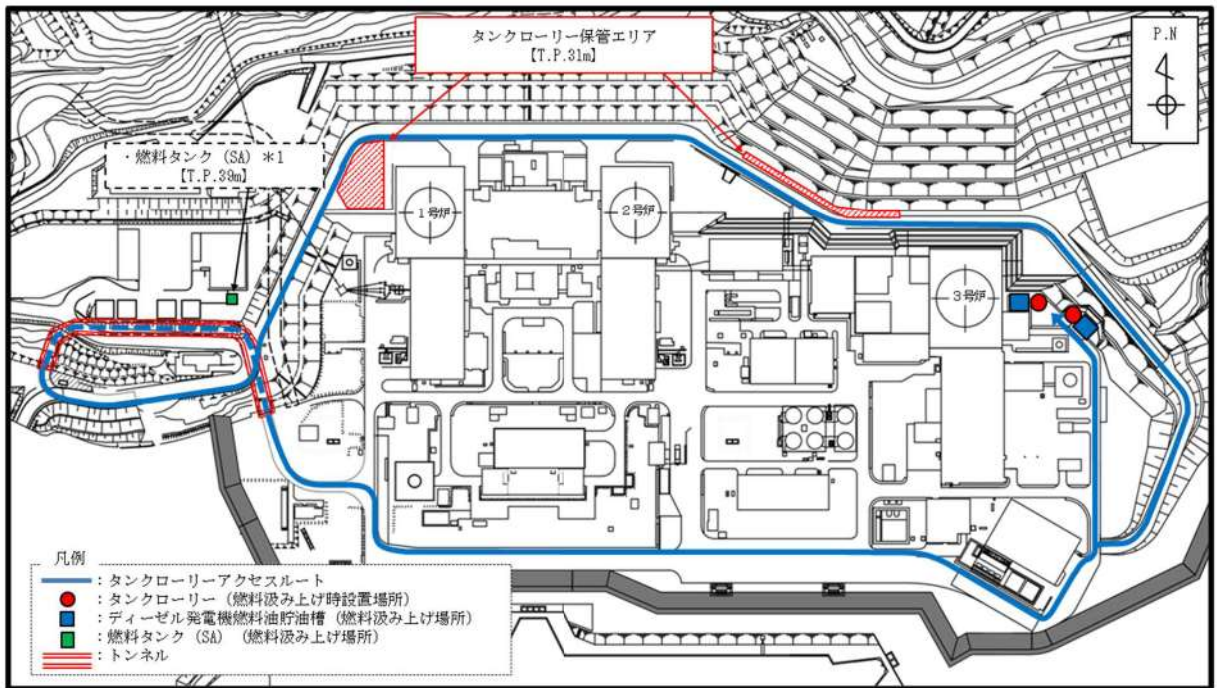 タンクローリー保管エリア
【T.P.31m】
P.N
・燃料タンク（SA）＊1
【T.P.39m】
1号炉
2号炉
3号炉
凡例
：タンクローリーアクセスルート
：タンクローリー（燃料汲み上げ時設置場所）
：ディーゼル発電機燃料油貯油槽（燃料汲み上げ場所）
：燃料タンク（SA）（燃料汲み上げ場所）
：トンネル